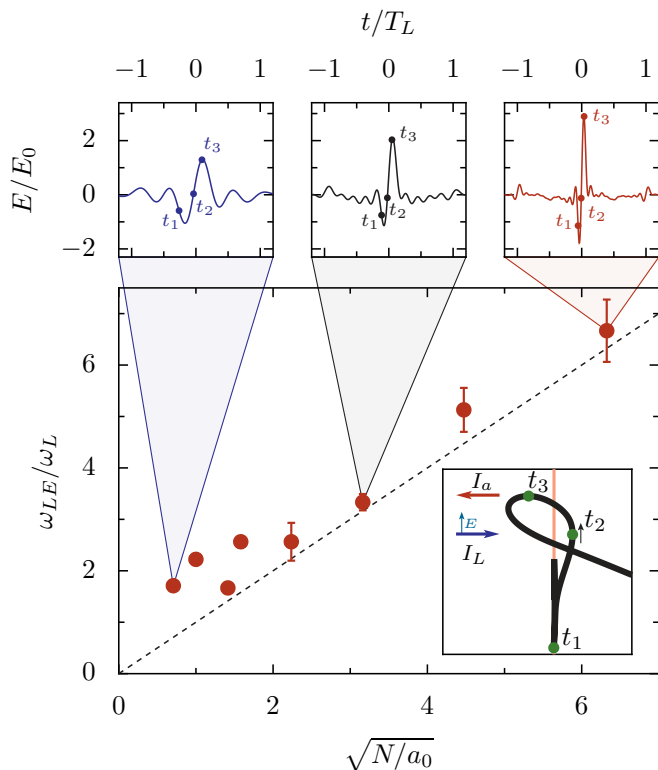 t/T_L
−1 0 1 −1 0 1 −1 0 1
E/E_0
2
0
−2
t_1 t_2 t_3
t_1 t_2 t_3
t_1 t_2 t_3
ω_{LE}/ω_L
6
4
2
0
I_a
E
I_L
t_3
t_2
t_1
0 2 4 6
√N/a_0